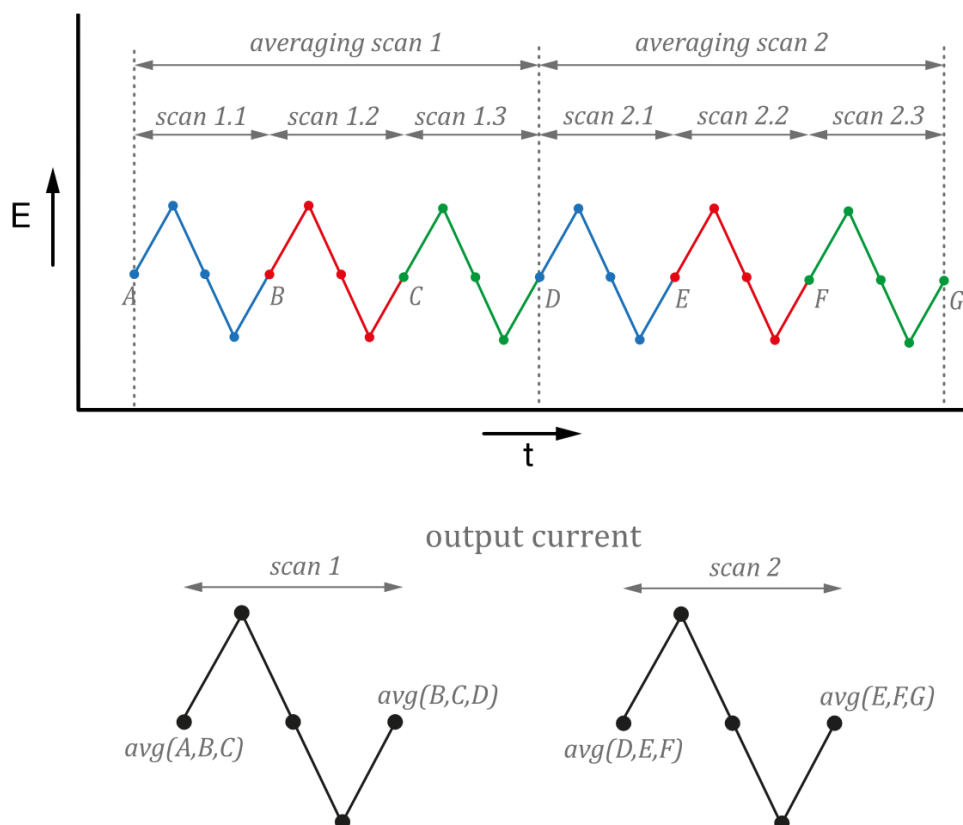 averaging scan 1
averaging scan 2
scan 1.1
scan 1.2
scan 1.3
scan 2.1
scan 2.2
scan 2.3
E
A
B
C
D
E
F
G
t
output current
scan 1
scan 2
avg(B,C,D)
avg(E,F,G)
avg(A,B,C)
avg(D,E,F)